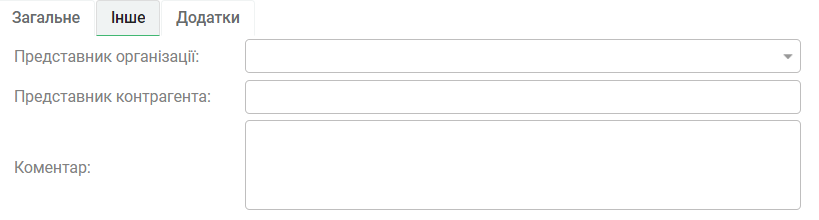 Загальне Інше Додатки
Представник організації:
Представник контрагента:
Коментар: